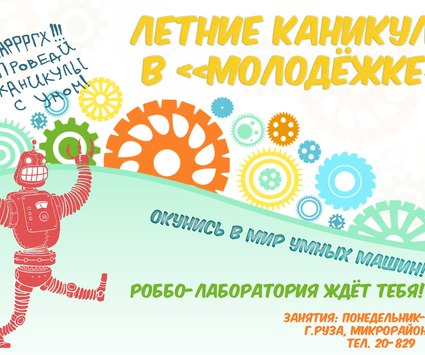 АРРРГХ!!!
ПРОВЕДИ
КАНИКУЛЫ
С УМОМ!
ЛЕТНИЕ КАНИКУЛ
В «МОЛОДЁЖКЕ»
ОКУНИСЬ В МИР УМНЫХ МАШИН!
РОББО-ЛАБОРАТОРИЯ ЖДЁТ ТЕБЯ!
ЗАНЯТИЯ: ПОНЕДЕЛЬНИК-
Г.РУЗА, МИКРОРАЙОН
ТЕЛ. 20-829